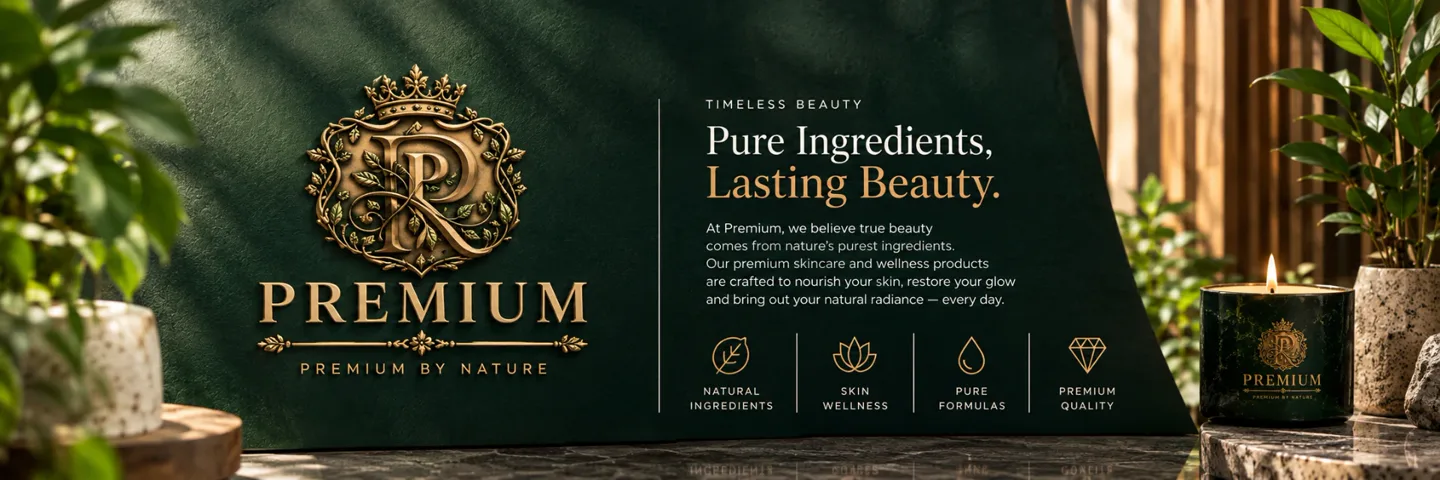 PREMIUM
PREMIUM BY NATURE
TIMELESS BEAUTY
Pure Ingredients,
Lasting Beauty.
At Premium, we believe true beauty
comes from nature's purest ingredients.
Our premium skincare and wellness products
are crafted to nourish your skin, restore your glow
and bring out your natural radiance — every day.
NATURAL
INGREDIENTS
SKIN
WELLNESS
PURE
FORMULAS
PREMIUM
QUALITY
PREMIUM
PREMIUM BY NATURE